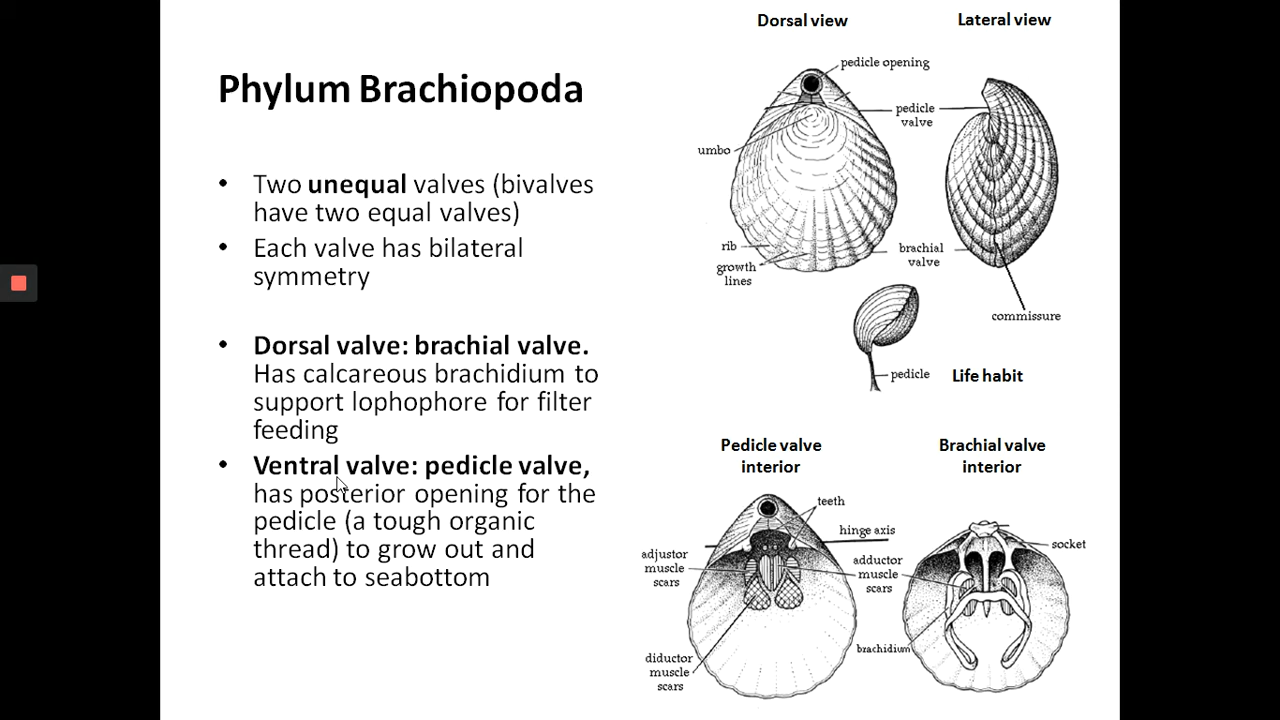 Phylum Brachiopoda
• Two unequal valves (bivalves
have two equal valves)
• Each valve has bilateral
symmetry
• Dorsal valve: brachial valve.
Has calcareous brachidium to
support lophophore for filter
feeding
• Ventral valve: pedicle valve,
has posterior opening for the
pedicle (a tough organic
thread) to grow out and
attach to seabottom
Dorsal view
Lateral view
pedicle opening
pedicle
valve
umbo
rib
growth
lines
brachial
valve
commissure
pedicle
Life habit
Pedicle valve
interior
Brachial valve
interior
teeth
hinge axis
socket
adjustor
muscle
scars
adductor
muscle
scars
brachidium
diductor
muscle
scars